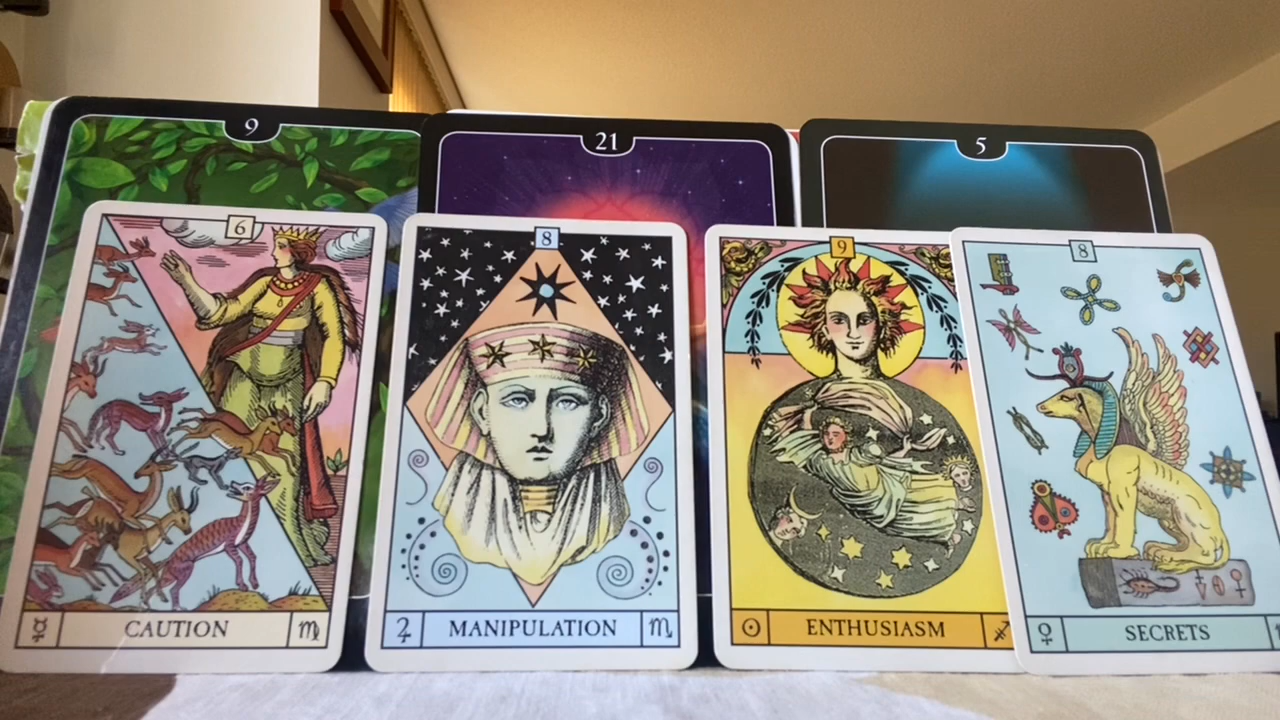 9
21
5
6
8
9
8
☿ CAUTION ♍
♃ MANIPULATION ♏
☉ ENTHUSIASM ♐
♀ SECRETS